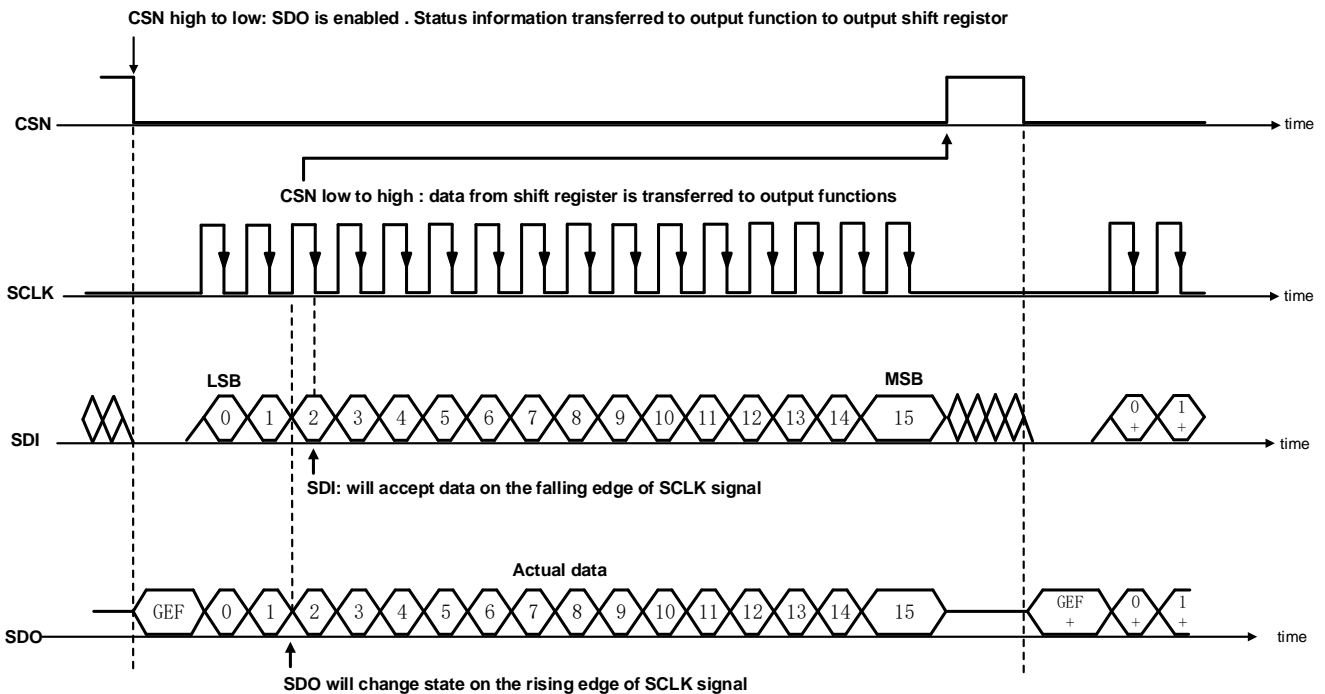 CSN high to low: SDO is enabled . Status information transferred to output function to output shift registor
CSN
time
CSN low to high : data from shift register is transferred to output functions
SCLK
time
LSB
MSB
0 1 2 3 4 5 6 7 8 9 10 11 12 13 14 15 0+ 1+
SDI
time
SDI: will accept data on the falling edge of SCLK signal
Actual data
GEF 0 1 2 3 4 5 6 7 8 9 10 11 12 13 14 15 GEF+ 0+ 1+
SDO
time
SDO will change state on the rising edge of SCLK signal